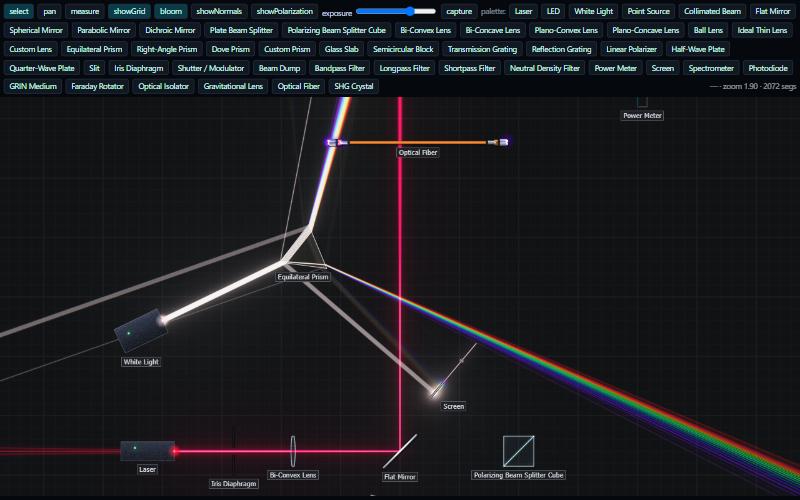 select pan measure showGrid bloom showNormals showPolarization exposure capture palette: Laser LED White Light Point Source Collimated Beam Flat Mirror
Spherical Mirror Parabolic Mirror Dichroic Mirror Plate Beam Splitter Polarizing Beam Splitter Cube Bi-Convex Lens Bi-Concave Lens Plano-Convex Lens Plano-Concave Lens Ball Lens Ideal Thin Lens
Custom Lens Equilateral Prism Right-Angle Prism Dove Prism Custom Prism Glass Slab Semicircular Block Transmission Grating Reflection Grating Linear Polarizer Half-Wave Plate
Quarter-Wave Plate Slit Iris Diaphragm Shutter / Modulator Beam Dump Bandpass Filter Longpass Filter Shortpass Filter Neutral Density Filter Power Meter Screen Spectrometer Photodiode
GRIN Medium Faraday Rotator Optical Isolator Gravitational Lens Optical Fiber SHG Crystal — · zoom 1.90 · 2072 segs
Power Meter
Optical Fiber
Equilateral Prism
White Light
Screen
Laser
Iris Diaphragm
Bi-Convex Lens
Flat Mirror
Polarizing Beam Splitter Cube